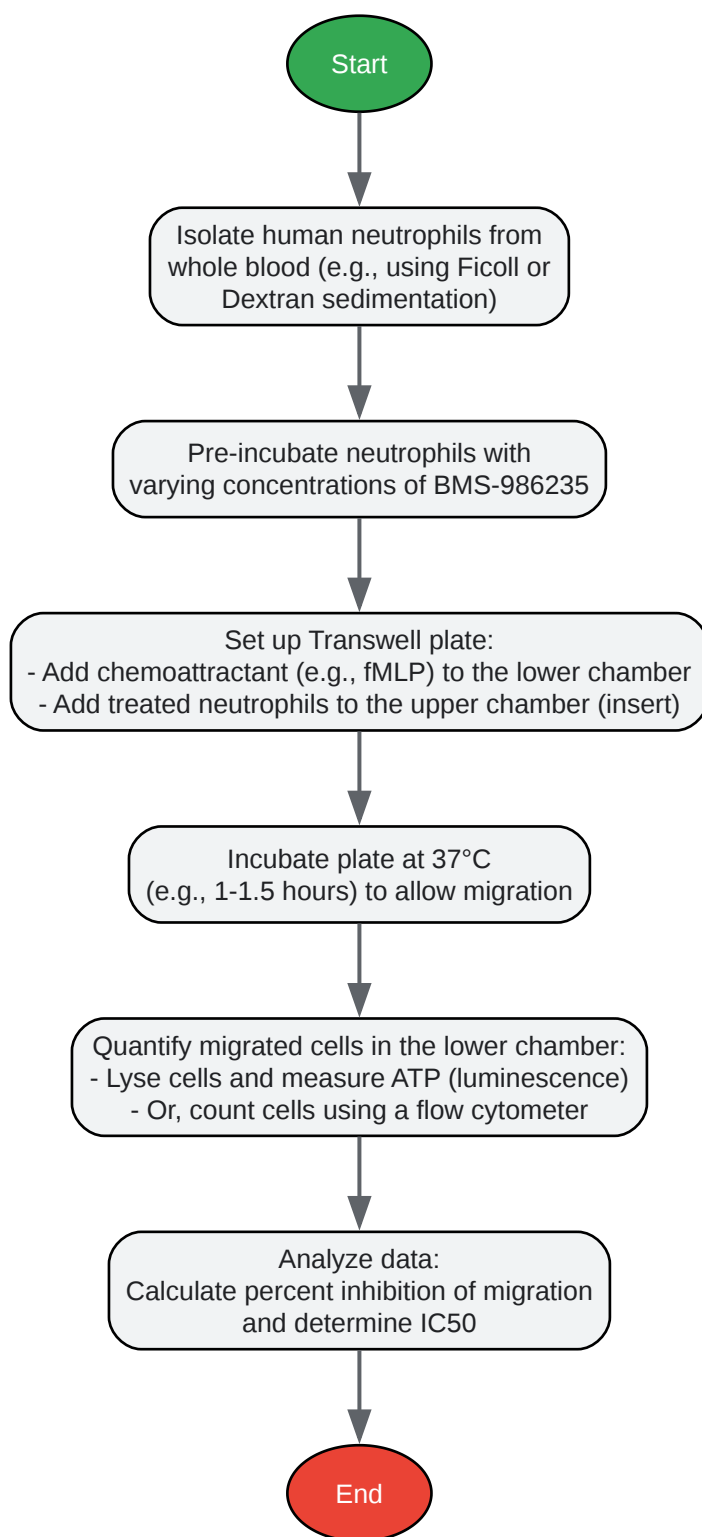 Start
Isolate human neutrophils from
whole blood (e.g., using Ficoll or
Dextran sedimentation)
Pre-incubate neutrophils with
varying concentrations of BMS-986235
Set up Transwell plate:
- Add chemoattractant (e.g., fMLP) to the lower chamber
- Add treated neutrophils to the upper chamber (insert)
Incubate plate at 37°C
(e.g., 1-1.5 hours) to allow migration
Quantify migrated cells in the lower chamber:
- Lyse cells and measure ATP (luminescence)
- Or, count cells using a flow cytometer
Analyze data:
Calculate percent inhibition of migration
and determine IC50
End